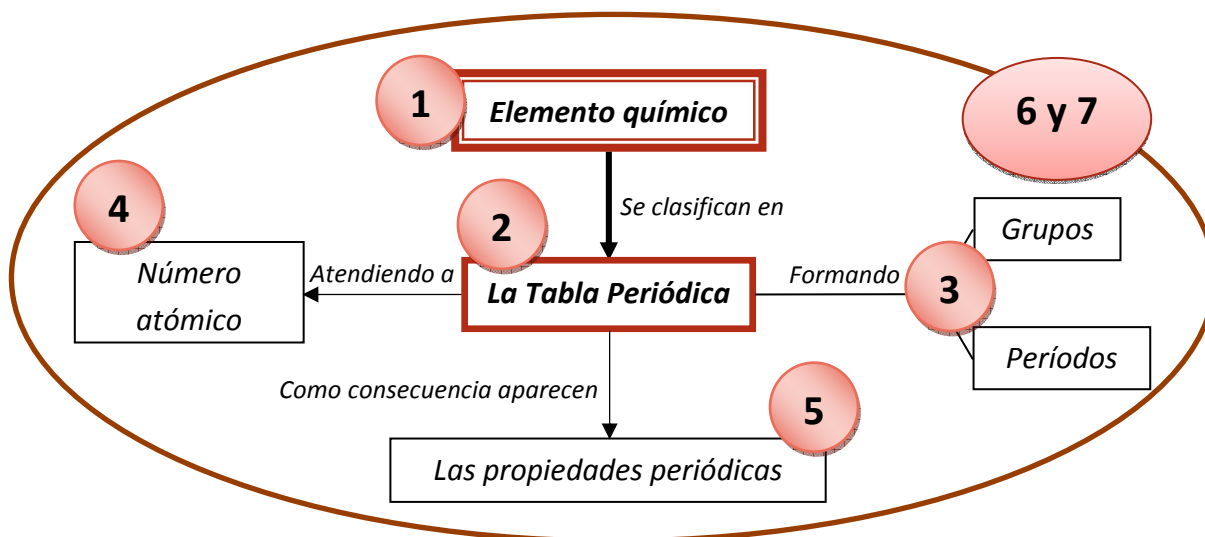 1
Elemento químico
6 y 7
4
2
Se clasifican en
Grupos
Número
atómico
Atendiendo a
La Tabla Periódica
Formando
3
Períodos
Como consecuencia aparecen
5
Las propiedades periódicas